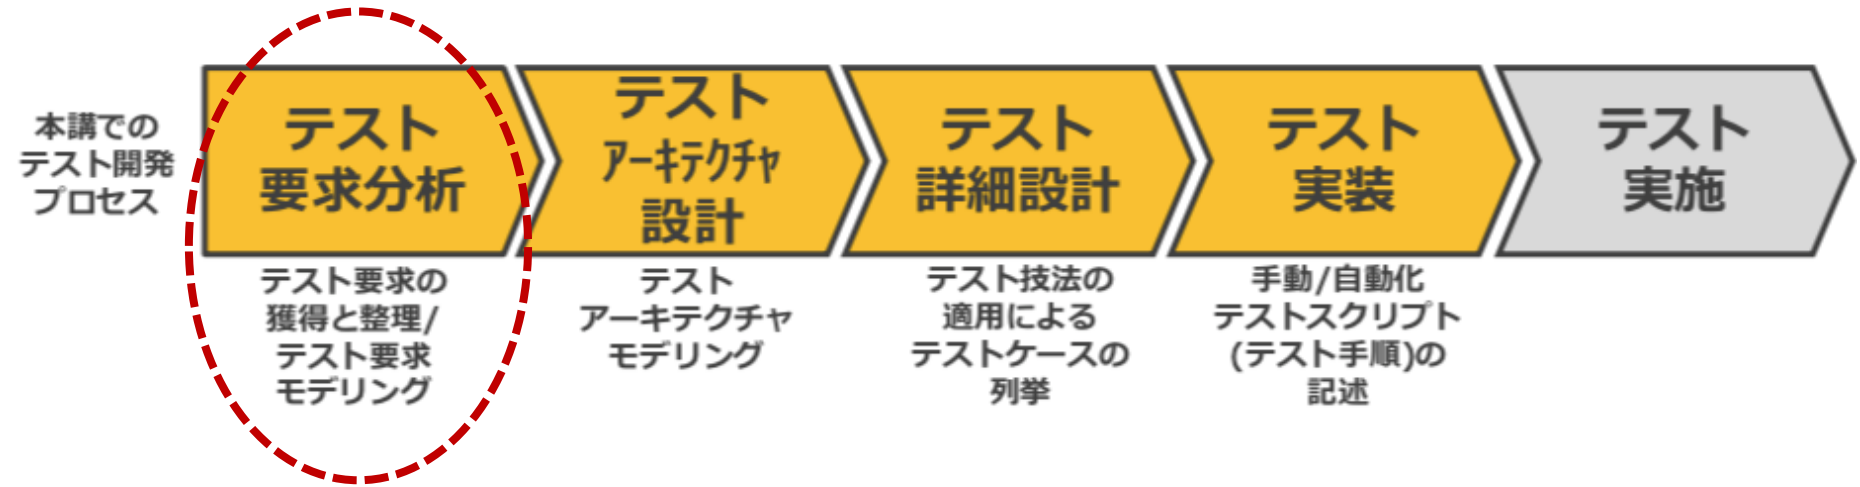 本講での
テスト開発
プロセス
テスト
要求分析
テスト要求の
獲得と整理/
テスト要求
モデリング
テスト
アーキテクチャ
設計
テスト
アーキテクチャ
モデリング
テスト
詳細設計
テスト技法の
適用による
テストケースの
列挙
テスト
実装
手動/自動化
テストスクリプト
(テスト手順)の
記述
テスト
実施